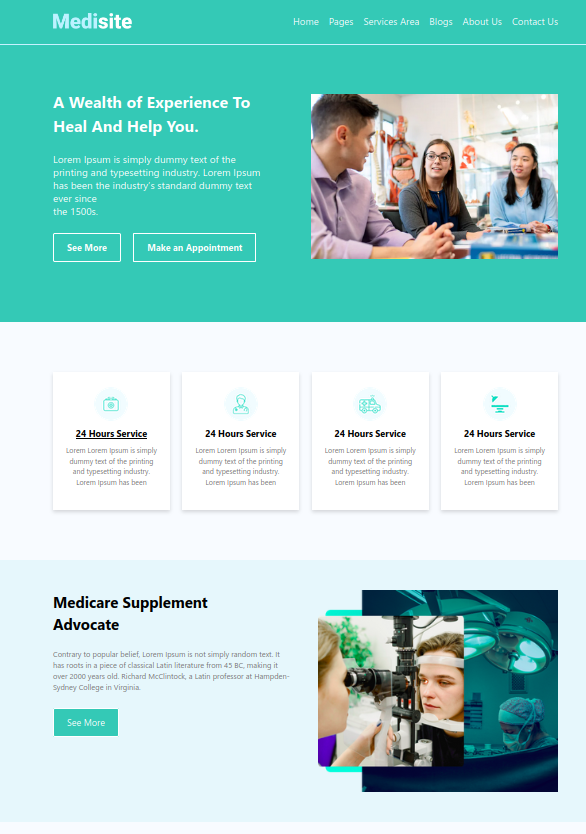 Medisite
Home Pages Services Area Blogs About Us Contact Us
A Wealth of Experience To
Heal And Help You.
Lorem Ipsum is simply dummy text of the
printing and typesetting industry. Lorem Ipsum
has been the industry's standard dummy text
ever since
the 1500s.
See More
Make an Appointment
24 Hours Service
Lorem Lorem Ipsum is simply
dummy text of the printing
and typesetting industry.
Lorem Ipsum has been
24 Hours Service
Lorem Lorem Ipsum is simply
dummy text of the printing
and typesetting industry.
Lorem Ipsum has been
24 Hours Service
Lorem Lorem Ipsum is simply
dummy text of the printing
and typesetting industry.
Lorem Ipsum has been
24 Hours Service
Lorem Lorem Ipsum is simply
dummy text of the printing
and typesetting industry.
Lorem Ipsum has been
Medicare Supplement
Advocate
Contrary to popular belief, Lorem Ipsum is not simply random text. It
has roots in a piece of classical Latin literature from 45 BC, making it
over 2000 years old. Richard McClintock, a Latin professor at Hampden-
Sydney College in Virginia.
See More